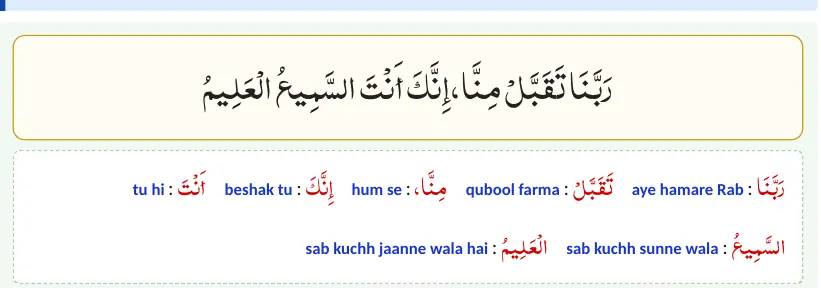 رَبَّنَا تَقَبَّلْ مِنَّا، إِنَّكَ أَنْتَ السَّمِيعُ الْعَلِيمُ
رَبَّنَا : aye hamare Rab تَقَبَّلْ : qubool farma مِنَّا، : hum se إِنَّكَ : beshak tu أَنْتَ : tu hi
السَّمِيعُ : sab kuchh sunne wala الْعَلِيمُ : sab kuchh jaanne wala hai